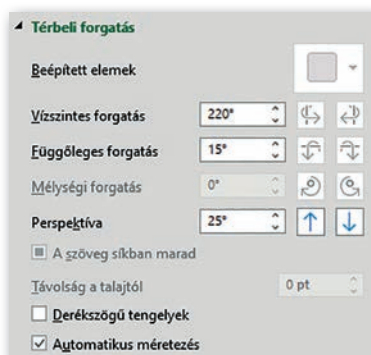 Térbeli forgatás
Beépített elemek
Vízszintes forgatás 220°
Függőleges forgatás 15°
Mélységi forgatás 0°
Perspektíva 25°
A szöveg síkban marad
Távolság a talajtól 0 pt
Derékszögű tengelyek
Automatikus méretezés